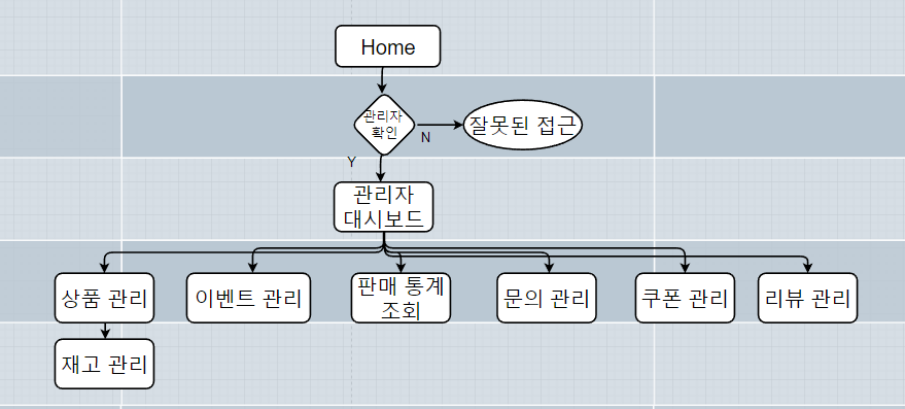 Home
관리자
확인
잘못된 접근
N
Y
관리자
대시보드
상품 관리
이벤트 관리
판매 통계
조회
문의 관리
쿠폰 관리
리뷰 관리
재고 관리